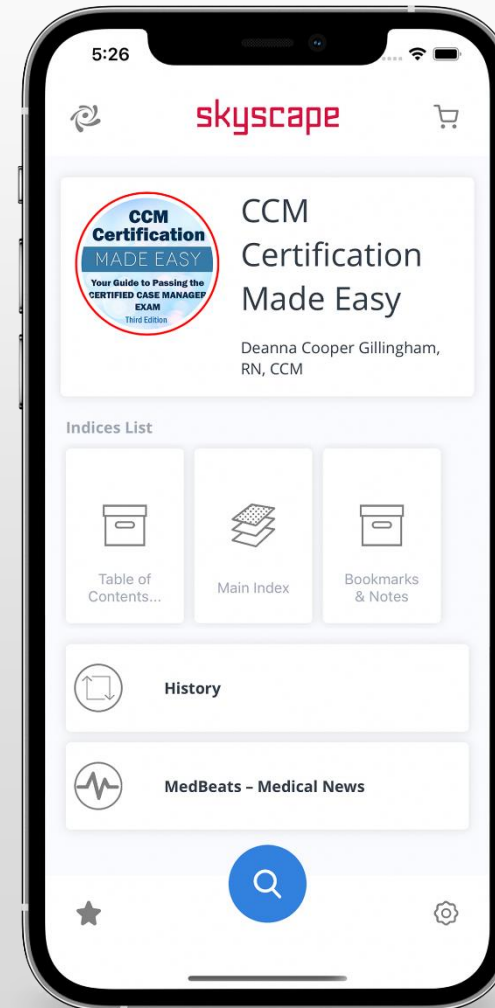 5:26
skyscape
CCM
Certification
MADE EASY
Your Guide to Passing the
CERTIFIED CASE MANAGER
EXAM
Third Edition
CCM
Certification
Made Easy
Deanna Cooper Gillingham,
RN, CCM
Indices List
Table of
Contents...
Main Index
Bookmarks
& Notes
History
MedBeats – Medical News